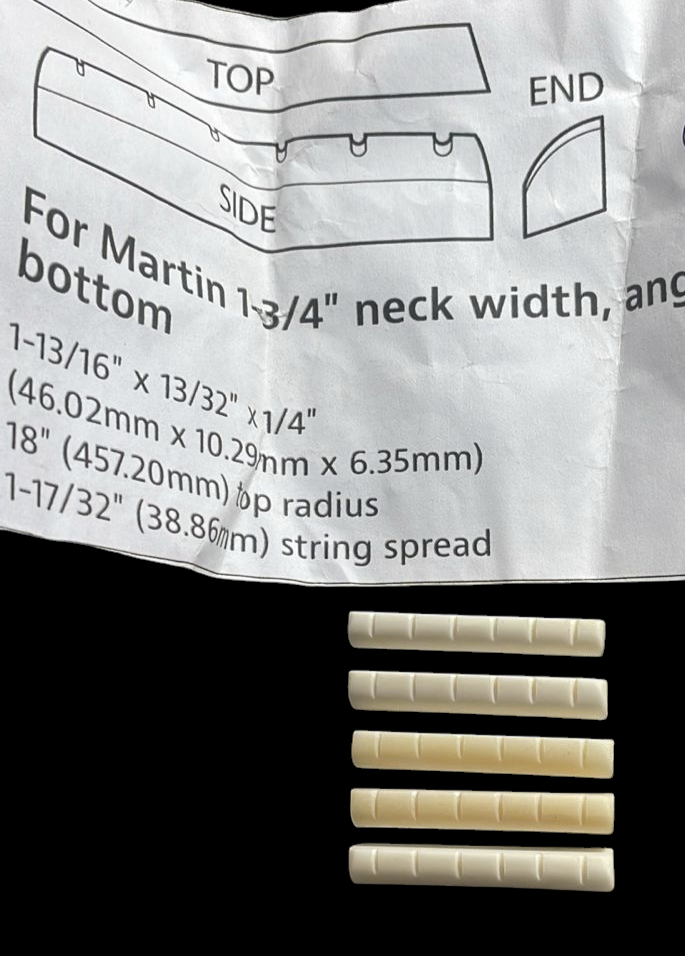 TOP
END
SIDE
For Martin 1-3/4" neck width, ang
bottom
1-13/16" x 13/32" x 1/4"
(46.02mm x 10.29mm x 6.35mm)
18" (457.20mm) top radius
1-17/32" (38.86mm) string spread